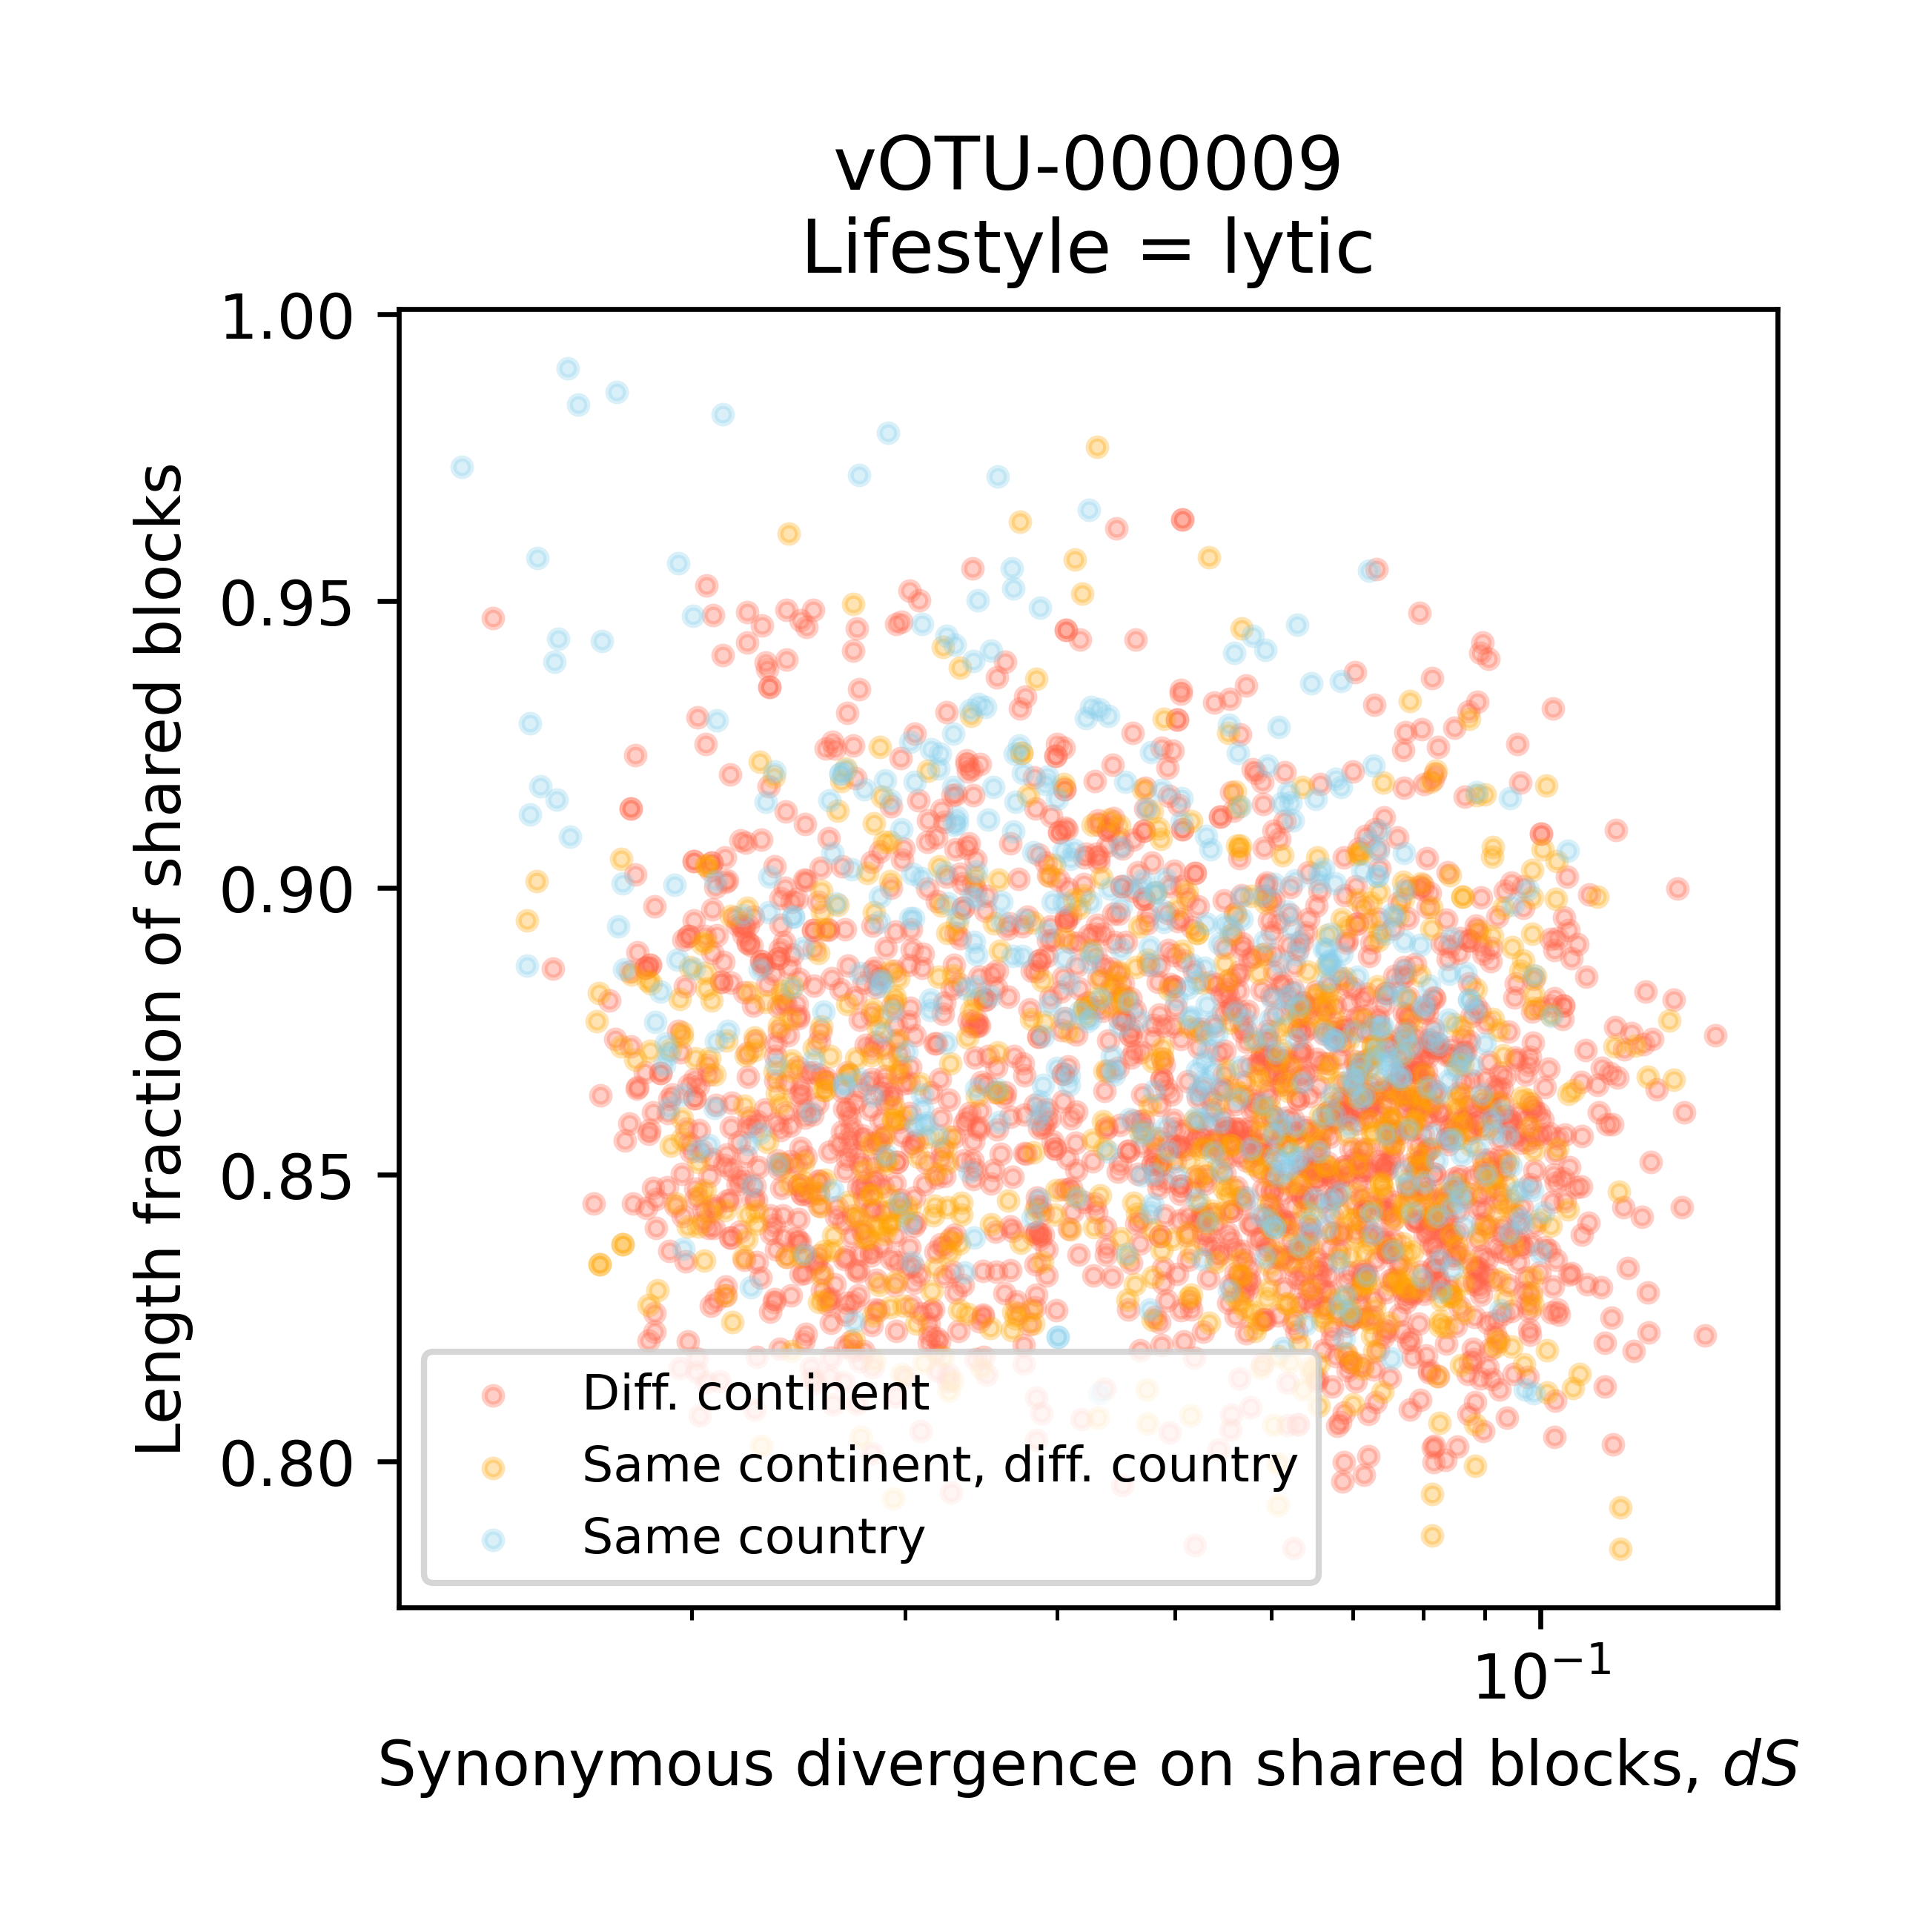 vOTU-000009
Lifestyle = lytic
1.00
0.95
0.90
0.85
0.80
Length fraction of shared blocks
Diff. continent
Same continent, diff. country
Same country
10⁻¹
Synonymous divergence on shared blocks, dS